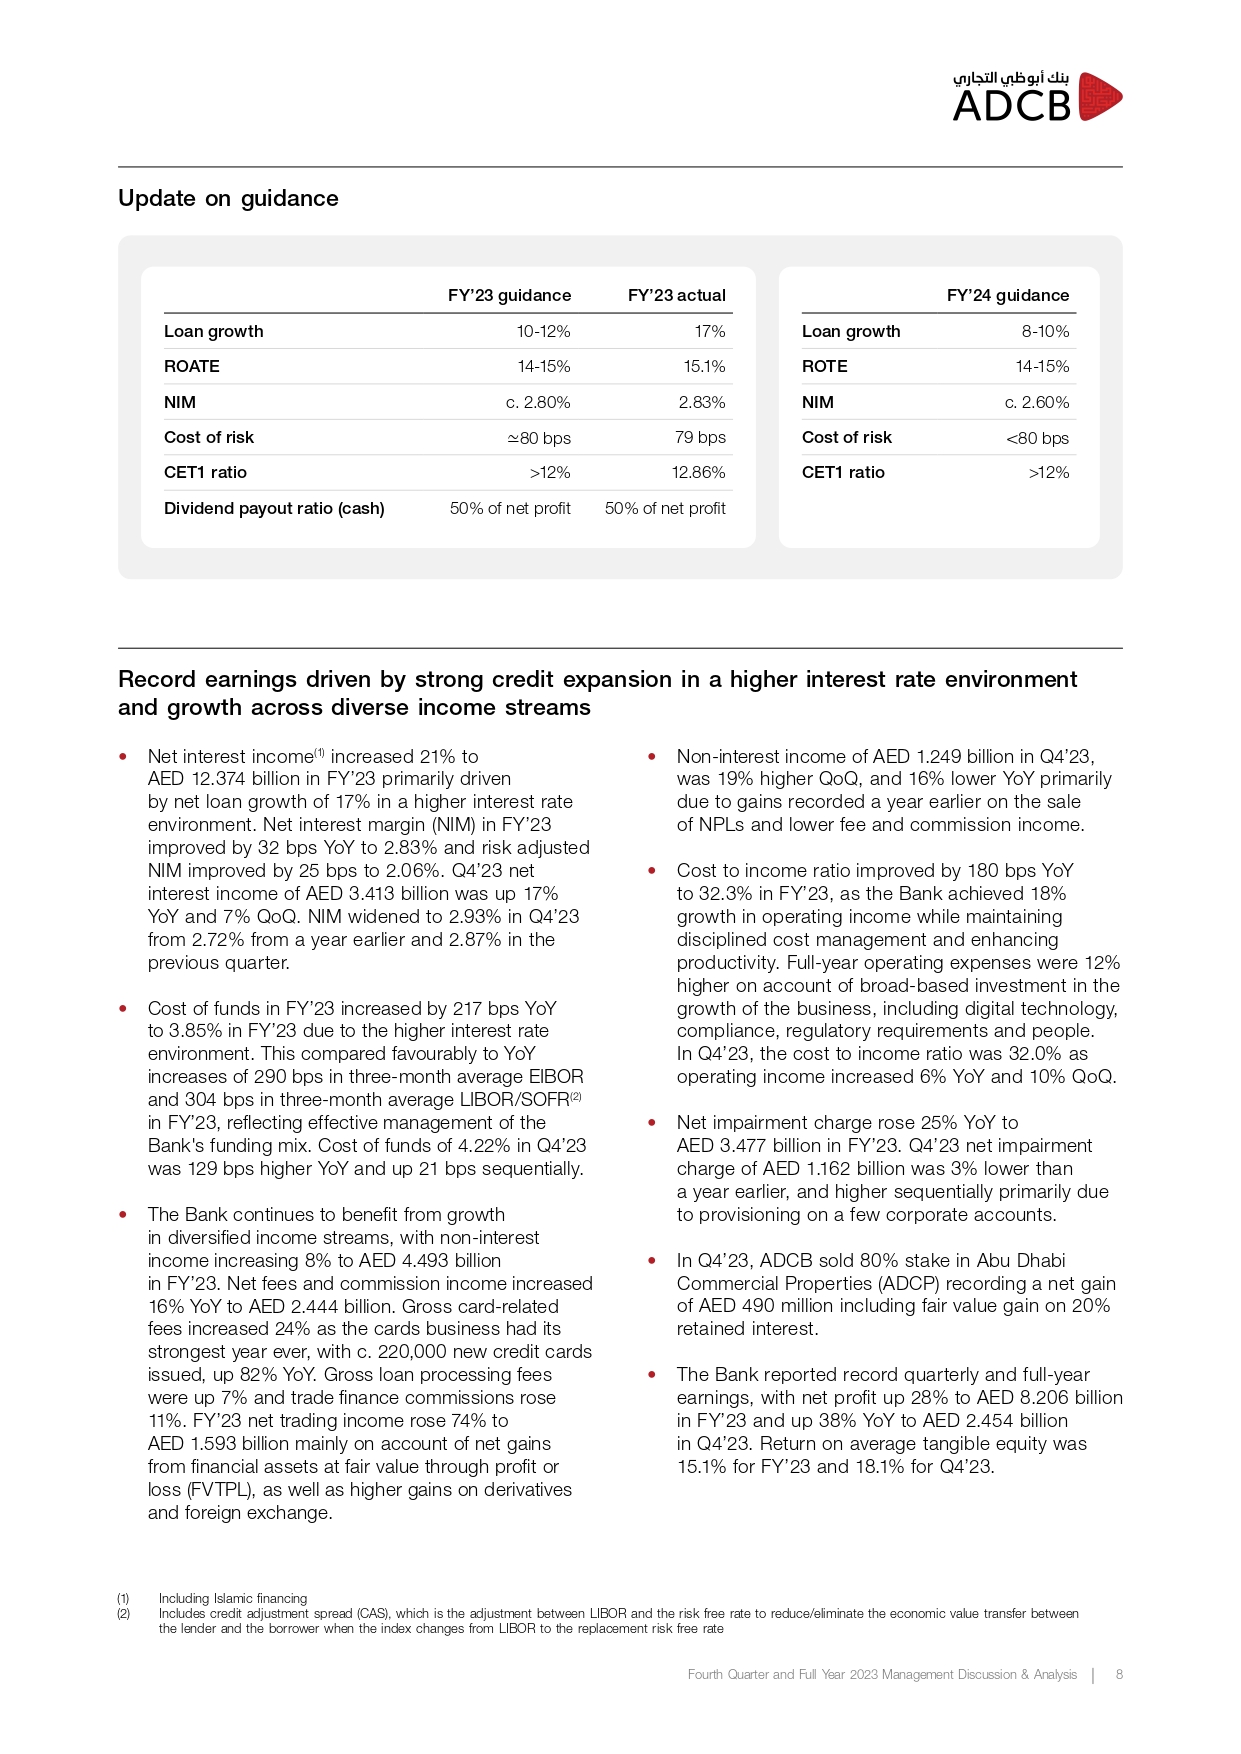 بنك أبوظبي التجاري
ADCB
Update on guidance
FY’23 guidance FY’23 actual
Loan growth 10-12% 17%
ROATE 14-15% 15.1%
NIM c. 2.80% 2.83%
Cost of risk ≃80 bps 79 bps
CET1 ratio >12% 12.86%
Dividend payout ratio (cash) 50% of net profit 50% of net profit
FY’24 guidance
Loan growth 8-10%
ROTE 14-15%
NIM c. 2.60%
Cost of risk <80 bps
CET1 ratio >12%
Record earnings driven by strong credit expansion in a higher interest rate environment
and growth across diverse income streams
• Net interest income(1) increased 21% to
AED 12.374 billion in FY’23 primarily driven
by net loan growth of 17% in a higher interest rate
environment. Net interest margin (NIM) in FY’23
improved by 32 bps YoY to 2.83% and risk adjusted
NIM improved by 25 bps to 2.06%. Q4’23 net
interest income of AED 3.413 billion was up 17%
YoY and 7% QoQ. NIM widened to 2.93% in Q4’23
from 2.72% from a year earlier and 2.87% in the
previous quarter.
• Cost of funds in FY’23 increased by 217 bps YoY
to 3.85% in FY’23 due to the higher interest rate
environment. This compared favourably to YoY
increases of 290 bps in three-month average EIBOR
and 304 bps in three-month average LIBOR/SOFR(2)
in FY’23, reflecting effective management of the
Bank's funding mix. Cost of funds of 4.22% in Q4’23
was 129 bps higher YoY and up 21 bps sequentially.
• The Bank continues to benefit from growth
in diversified income streams, with non-interest
income increasing 8% to AED 4.493 billion
in FY’23. Net fees and commission income increased
16% YoY to AED 2.444 billion. Gross card-related
fees increased 24% as the cards business had its
strongest year ever, with c. 220,000 new credit cards
issued, up 82% YoY. Gross loan processing fees
were up 7% and trade finance commissions rose
11%. FY’23 net trading income rose 74% to
AED 1.593 billion mainly on account of net gains
from financial assets at fair value through profit or
loss (FVTPL), as well as higher gains on derivatives
and foreign exchange.
• Non-interest income of AED 1.249 billion in Q4’23,
was 19% higher QoQ, and 16% lower YoY primarily
due to gains recorded a year earlier on the sale
of NPLs and lower fee and commission income.
• Cost to income ratio improved by 180 bps YoY
to 32.3% in FY’23, as the Bank achieved 18%
growth in operating income while maintaining
disciplined cost management and enhancing
productivity. Full-year operating expenses were 12%
higher on account of broad-based investment in the
growth of the business, including digital technology,
compliance, regulatory requirements and people.
In Q4’23, the cost to income ratio was 32.0% as
operating income increased 6% YoY and 10% QoQ.
• Net impairment charge rose 25% YoY to
AED 3.477 billion in FY’23. Q4’23 net impairment
charge of AED 1.162 billion was 3% lower than
a year earlier, and higher sequentially primarily due
to provisioning on a few corporate accounts.
• In Q4’23, ADCB sold 80% stake in Abu Dhabi
Commercial Properties (ADCP) recording a net gain
of AED 490 million including fair value gain on 20%
retained interest.
• The Bank reported record quarterly and full-year
earnings, with net profit up 28% to AED 8.206 billion
in FY’23 and up 38% YoY to AED 2.454 billion
in Q4’23. Return on average tangible equity was
15.1% for FY’23 and 18.1% for Q4’23.
(1) Including Islamic financing
(2) Includes credit adjustment spread (CAS), which is the adjustment between LIBOR and the risk free rate to reduce/eliminate the economic value transfer between
the lender and the borrower when the index changes from LIBOR to the replacement risk free rate
Fourth Quarter and Full Year 2023 Management Discussion & Analysis | 8